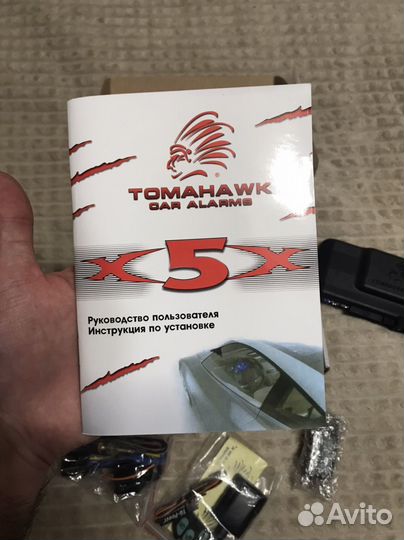 TOMAHAWK
CAR ALARMS
X5X
Руководство пользователя
Инструкция по установке
Avito